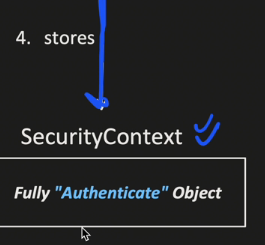 4. stores
SecurityContext
Fully "Authenticate" Object